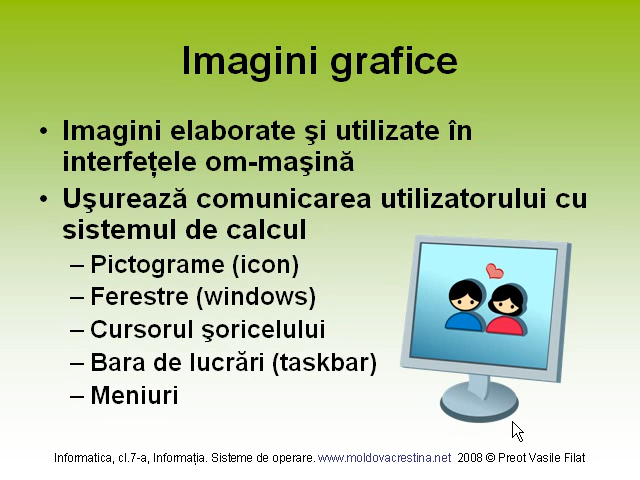 Imagini grafice
• Imagini elaborate şi utilizate în
interfeţele om-maşină
• Uşurează comunicarea utilizatorului cu
sistemul de calcul
– Pictograme (icon)
– Ferestre (windows)
– Cursorul şoricelului
– Bara de lucrări (taskbar)
– Meniuri
Informatica, cl.7-a, Informaţia. Sisteme de operare. www.moldovacrestina.net 2008 © Preot Vasile Filat